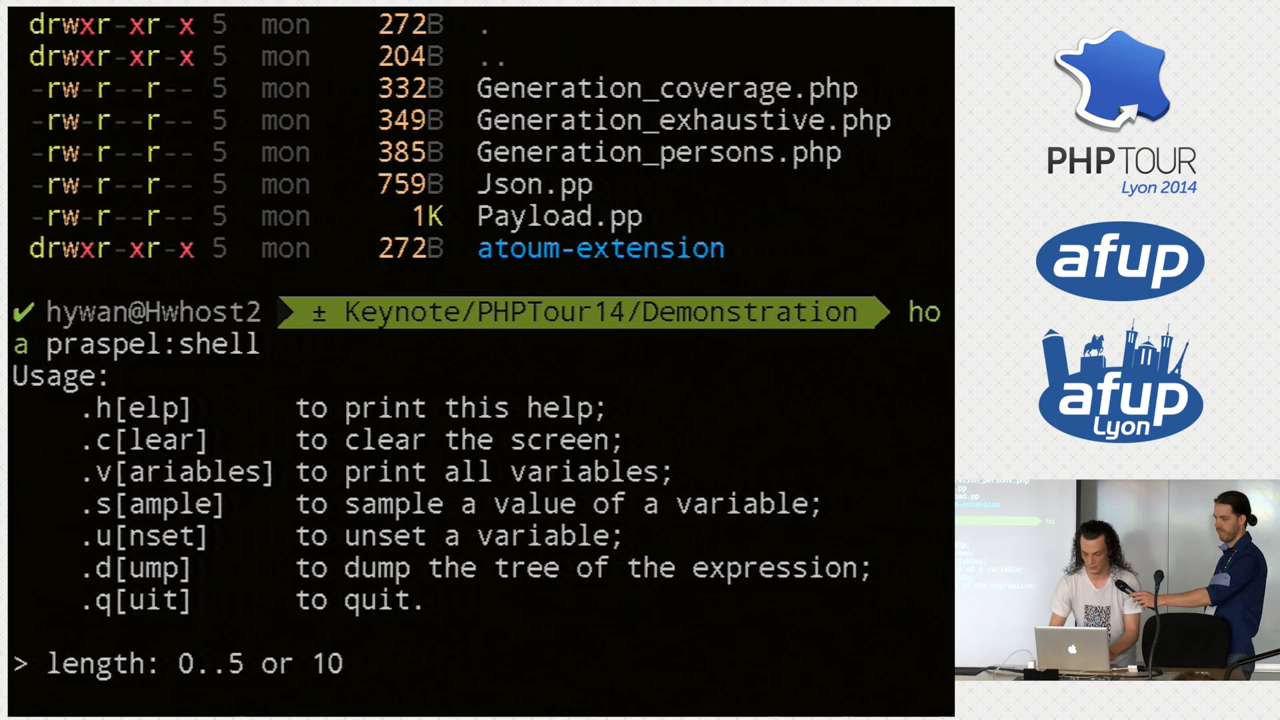 drwxr-xr-x 5 mon 272B .
drwxr-xr-x 5 mon 204B ..
-rw-r--r-- 5 mon 332B Generation_coverage.php
-rw-r--r-- 5 mon 349B Generation_exhaustive.php
-rw-r--r-- 5 mon 385B Generation_persons.php
-rw-r--r-- 5 mon 759B Json.pp
-rw-r--r-- 5 mon 1K Payload.pp
drwxr-xr-x 5 mon 272B atoum-extension
✔ hywan@Hwhost2 ± Keynote/PHPTour14/Demonstration ho
a praspel:shell
Usage:
.h[elp] to print this help;
.c[lear] to clear the screen;
.v[ariables] to print all variables;
.s[ample] to sample a value of a variable;
.u[nset] to unset a variable;
.d[ump] to dump the tree of the expression;
.q[uit] to quit.
> length: 0..5 or 10
PHPTOUR
Lyon 2014
afup
afup
Lyon